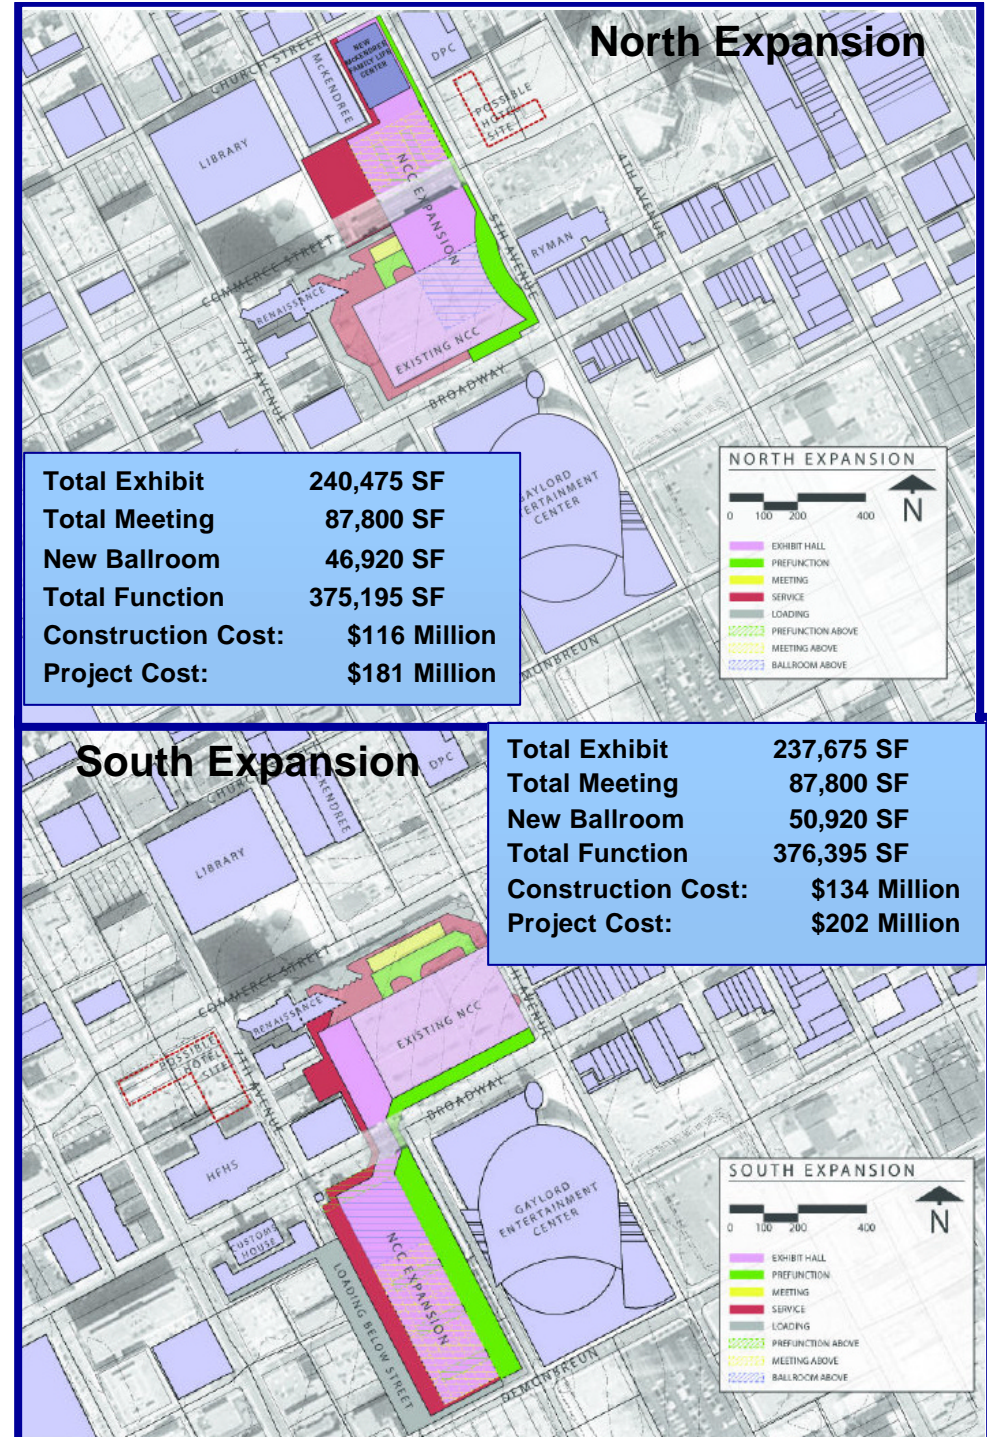 North Expansion
CHURCH STREET
MCKENDREE
NEW
MCKENDREE
FAMILY LIFE
CENTER
DPC
POSSIBLE
HOTEL
SITE
LIBRARY
NCC EXPANSION
4TH AVENUE
5TH AVENUE
RYMAN
COMMERCE STREET
RENAISSANCE
7TH AVENUE
EXISTING NCC
BROADWAY
GAYLORD
ENTERTAINMENT
CENTER
DEMONBREUN
Total Exhibit 240,475 SF
Total Meeting 87,800 SF
New Ballroom 46,920 SF
Total Function 375,195 SF
Construction Cost: $116 Million
Project Cost: $181 Million
NORTH EXPANSION
0 100 200 400
N
EXHIBIT HALL
PREFUNCTION
MEETING
SERVICE
LOADING
PREFUNCTION ABOVE
MEETING ABOVE
BALLROOM ABOVE
South Expansion
Total Exhibit 237,675 SF
Total Meeting 87,800 SF
New Ballroom 50,920 SF
Total Function 376,395 SF
Construction Cost: $134 Million
Project Cost: $202 Million
CHURCH
MCKENDREE
DPC
LIBRARY
COMMERCE STREET
RENAISSANCE
EXISTING NCC
AVENUE
POSSIBLE
HOTEL
SITE
7TH AVENUE
BROADWAY
HFHS
CUSTOMS
HOUSE
GAYLORD
ENTERTAINMENT
CENTER
NCC EXPANSION
LOADING BELOW STREET
DEMONBREUN
SOUTH EXPANSION
0 100 200 400
N
EXHIBIT HALL
PREFUNCTION
MEETING
SERVICE
LOADING
PREFUNCTION ABOVE
MEETING ABOVE
BALLROOM ABOVE